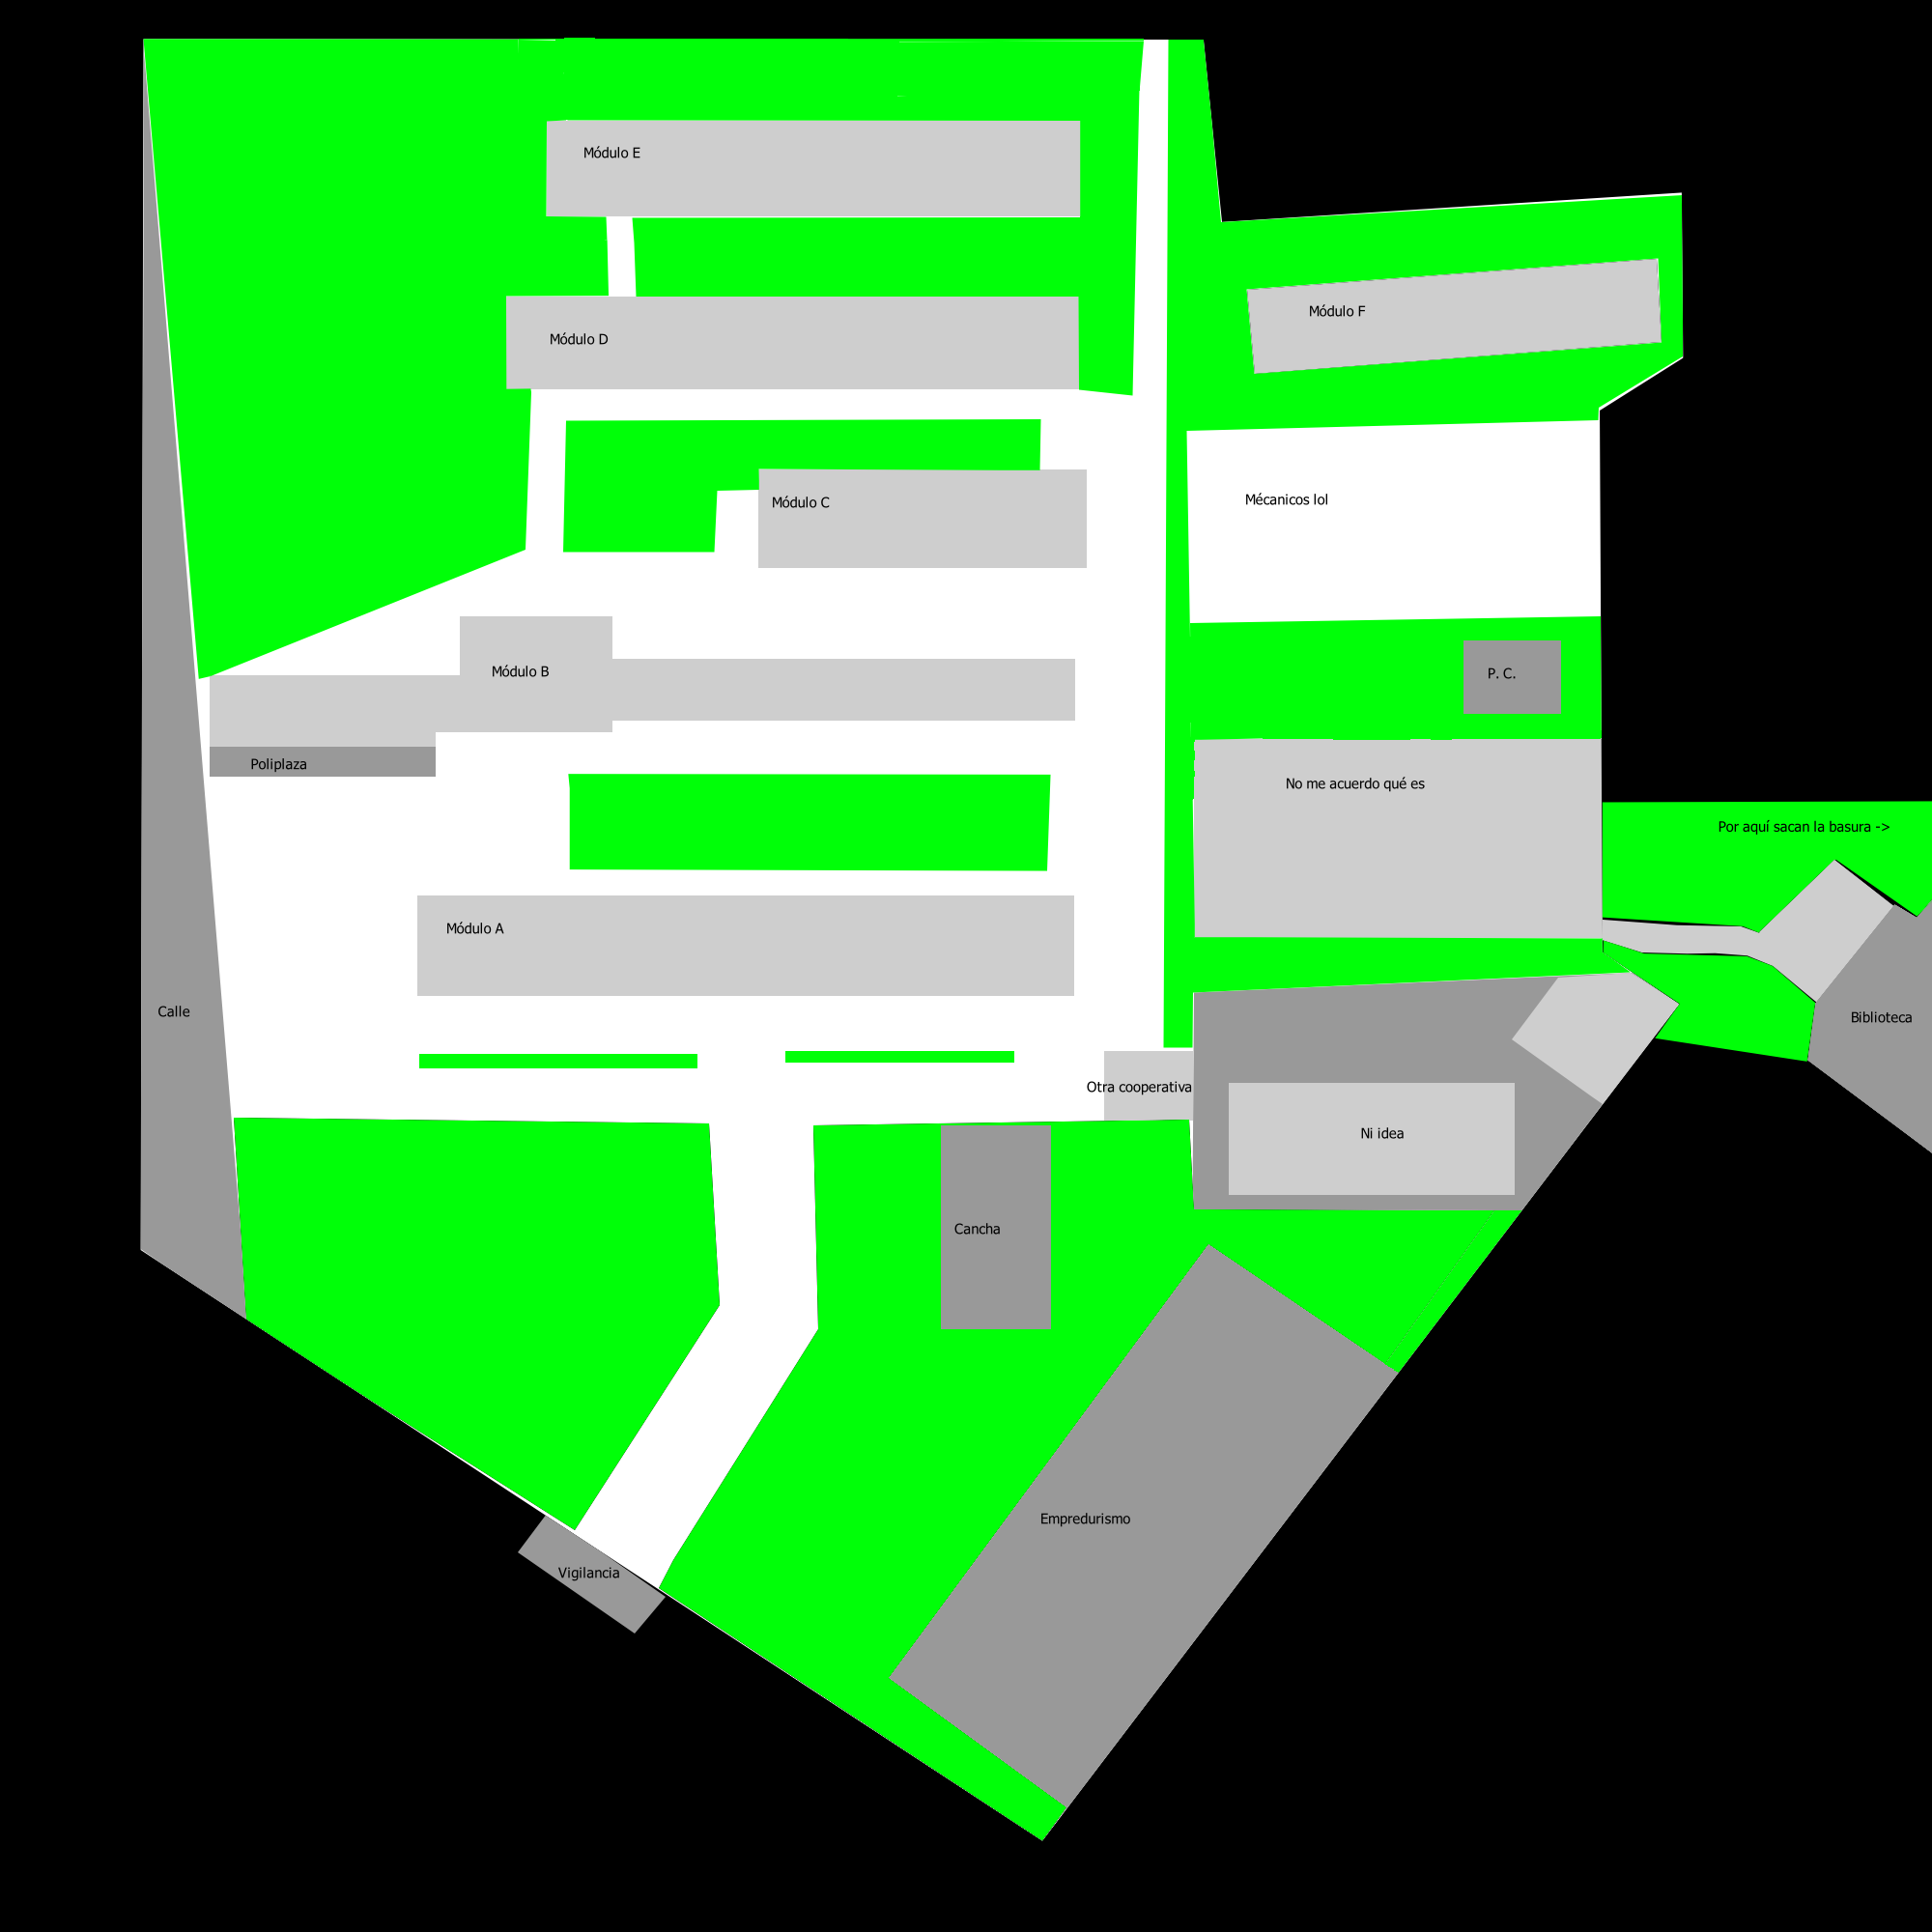 Módulo E
Módulo F
Módulo D
Mécanicos lol
Módulo C
Módulo B
P. C.
Poliplaza
No me acuerdo qué es
Por aquí sacan la basura ->
Módulo A
Calle
Biblioteca
Otra cooperativa
Ni idea
Cancha
Empredurismo
Vigilancia